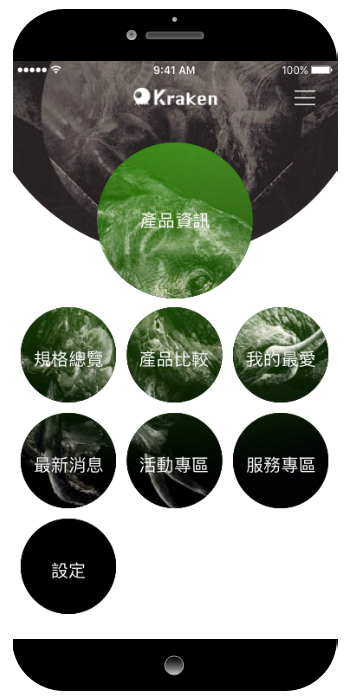 9:41 AM
100%
Kraken
產品資訊
規格總覽
產品比較
我的最愛
最新消息
活動專區
服務專區
設定